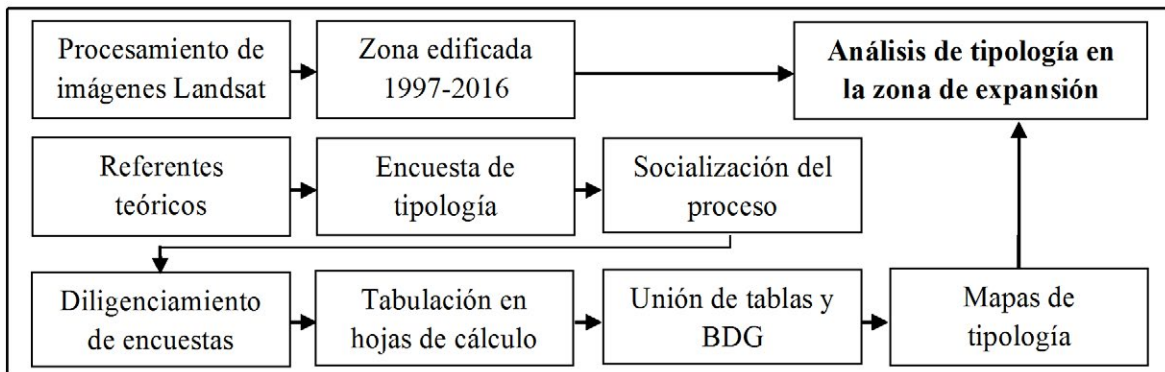 Procesamiento de
imágenes Landsat
Zona edificada
1997-2016
Análisis de tipología en
la zona de expansión
Referentes
teóricos
Encuesta de
tipología
Socialización del
proceso
Diligenciamiento
de encuestas
Tabulación en
hojas de cálculo
Unión de tablas y
BDG
Mapas de
tipología